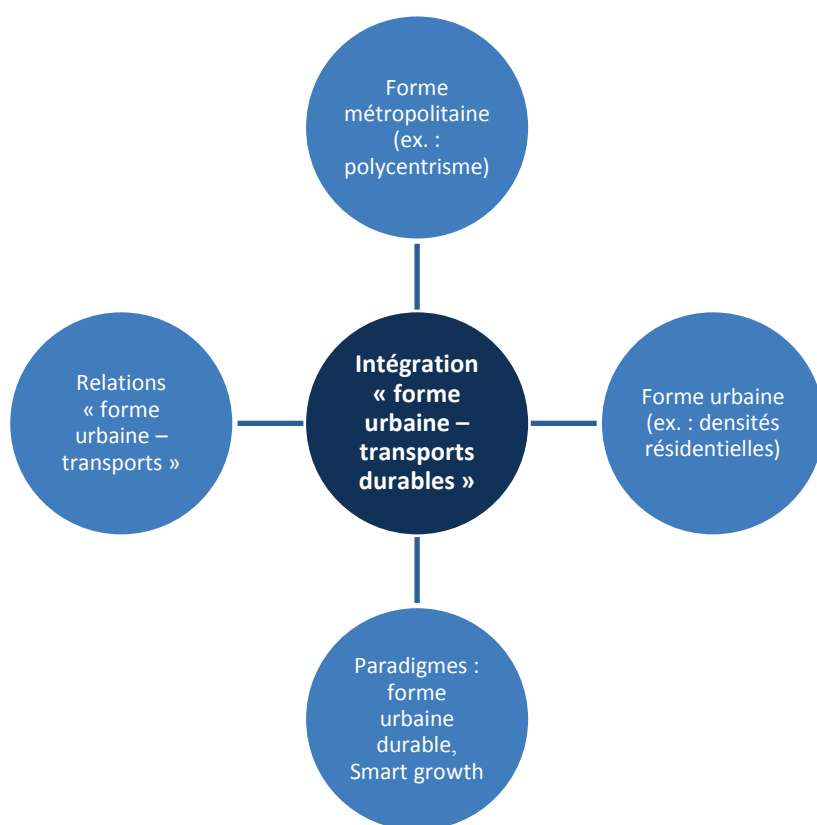 Forme
métropolitaine
(ex. :
polycentrisme)
Relations
« forme
urbaine –
transports »
Intégration
« forme
urbaine –
transports
durables »
Forme urbaine
(ex. : densités
résidentielles)
Paradigmes :
forme
urbaine
durable,
Smart growth